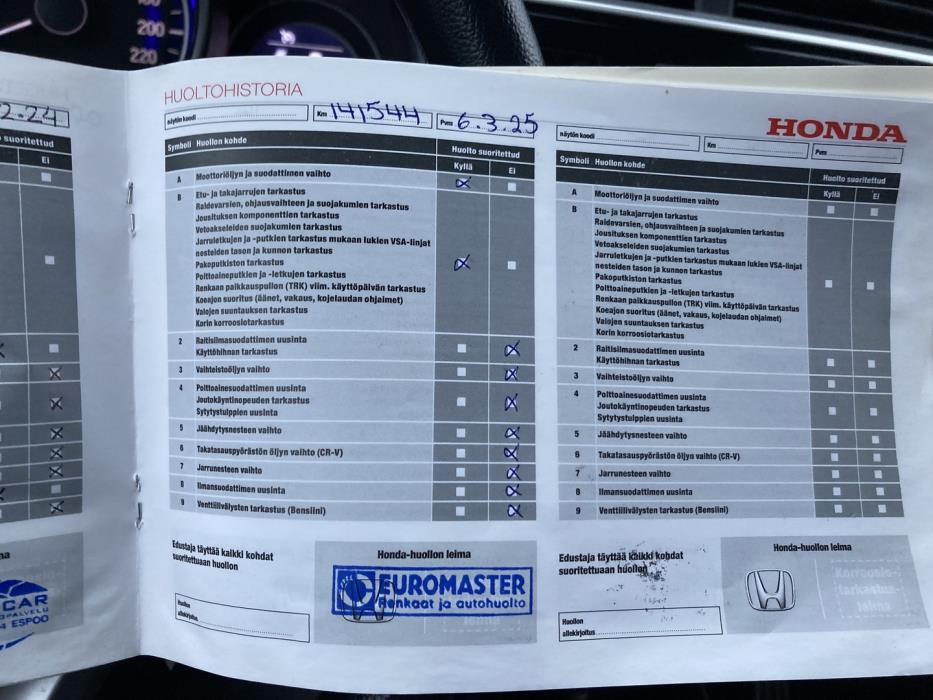 200
220
2.24
suoritettud
Ei
CAR
ESPOO
HUOLTOHISTORIA
näytön koodi
Km 141544
Pvm 6.3.25
Symboli Huollon kohde
Huolto suoritettud
Kyllä Ei
A Moottoriöljyn ja suodattimen vaihto
B Etu- ja takajarrujen tarkastus
Raidevarsien, ohjausvaihteen ja suojakumien tarkastus
Jousituksen komponenttien tarkastus
Vetoakseleiden suojakumien tarkastus
Jarruletkujen ja -putkien tarkastus mukaan lukien VSA-linjat
nesteiden tason ja kunnon tarkastus
Pakoputkiston tarkastus
Polttoaineputkien ja -letkujen tarkastus
Renkaan paikkauspullon (TRK) viim. käyttöpäivän tarkastus
Koeajon suoritus (äänet, vakaus, kojelaudan ohjaimet)
Valojen suuntauksen tarkastus
Korin korroosiotarkastus
2 Raitisilmasuodattimen uusinta
Käyttöhihnan tarkastus
3 Vaihteistoöljyn vaihto
4 Polttoainesuodattimen uusinta
Joutokäyntinopeuden tarkastus
Sytytystulppien uusinta
5 Jäähdytysnesteen vaihto
6 Takatasauspyörästön öljyn vaihto (CR-V)
7 Jarrunesteen vaihto
8 Ilmansuodattimen uusinta
9 Venttiilivälysten tarkastus (Bensiini)
Edustaja täyttää kaikki kohdat
suoritettuaan huollon
Honda-huollon leima
EUROMASTER
Renkaat ja autohuolto
Huollon
allekirjoitus
HONDA
näytön koodi
Km
Pvm
Symboli Huollon kohde
Huolto suoritettud
Kyllä Ei
A Moottoriöljyn ja suodattimen vaihto
B Etu- ja takajarrujen tarkastus
Raidevarsien, ohjausvaihteen ja suojakumien tarkastus
Jousituksen komponenttien tarkastus
Vetoakseleiden suojakumien tarkastus
Jarruletkujen ja -putkien tarkastus mukaan lukien VSA-linjat
nesteiden tason ja kunnon tarkastus
Pakoputkiston tarkastus
Polttoaineputkien ja -letkujen tarkastus
Renkaan paikkauspullon (TRK) viim. käyttöpäivän tarkastus
Koeajon suoritus (äänet, vakaus, kojelaudan ohjaimet)
Valojen suuntauksen tarkastus
Korin korroosiotarkastus
2 Raitisilmasuodattimen uusinta
Käyttöhihnan tarkastus
3 Vaihteistoöljyn vaihto
4 Polttoainesuodattimen uusinta
Joutokäyntinopeuden tarkastus
Sytytystulppien uusinta
5 Jäähdytysnesteen vaihto
6 Takatasauspyörästön öljyn vaihto (CR-V)
7 Jarrunesteen vaihto
8 Ilmansuodattimen uusinta
9 Venttiilivälysten tarkastus (Bensiini)
Edustaja täyttää kaikki kohdat
suoritettuaan huollon
Honda-huollon leima
Korroosio-
tarkastus-
leima
Huollon
allekirjoitus